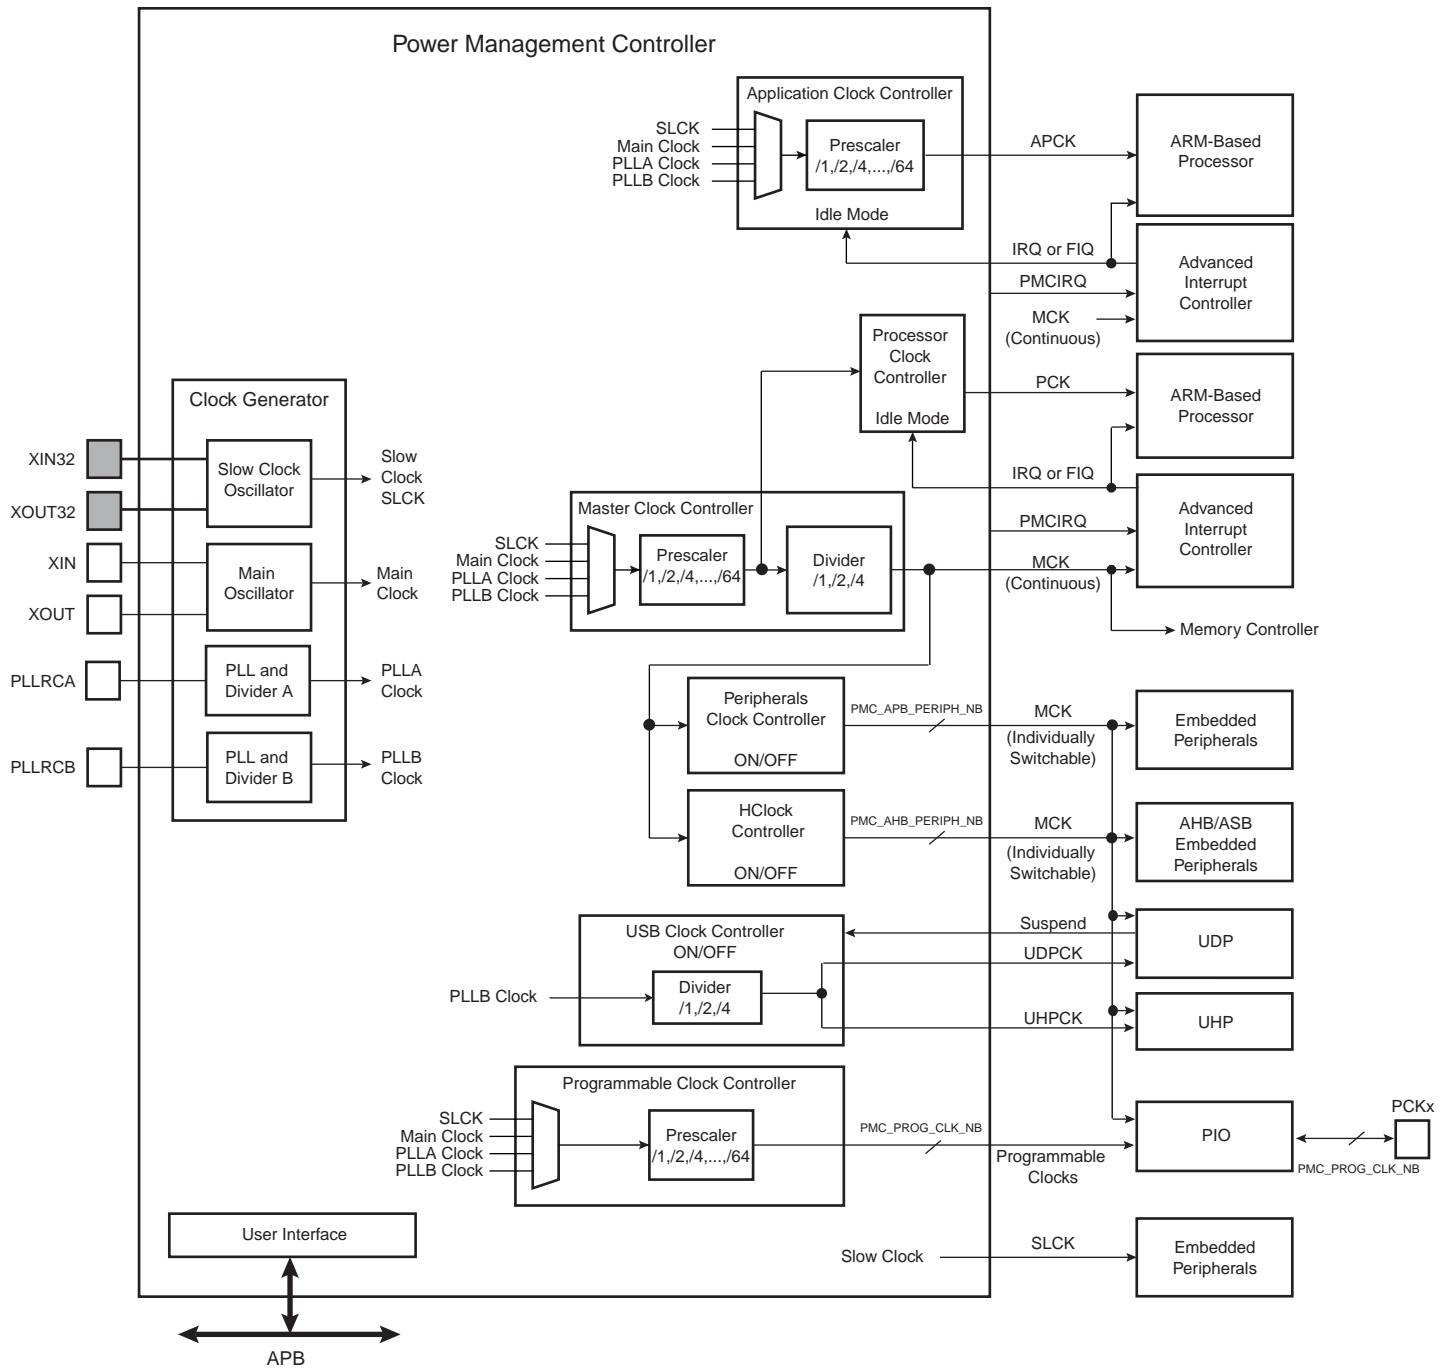 Power Management Controller
Application Clock Controller
SLCK
Main Clock
PLLA Clock
PLLB Clock
Prescaler
/1,/2,/4,...,/64
Idle Mode
APCK
ARM-Based
Processor
IRQ or FIQ
PMCIRQ
MCK
(Continuous)
Advanced
Interrupt
Controller
Processor
Clock
Controller
Idle Mode
PCK
ARM-Based
Processor
IRQ or FIQ
PMCIRQ
MCK
(Continuous)
Advanced
Interrupt
Controller
Memory Controller
Clock Generator
XIN32
XOUT32
Slow Clock
Oscillator
Slow
Clock
SLCK
XIN
XOUT
Main
Oscillator
Main
Clock
PLLRCA
PLL and
Divider A
PLLA
Clock
PLLRCB
PLL and
Divider B
PLLB
Clock
Master Clock Controller
SLCK
Main Clock
PLLA Clock
PLLB Clock
Prescaler
/1,/2,/4,...,/64
Divider
/1,/2,/4
Peripherals
Clock Controller
ON/OFF
PMC_APB_PERIPH_NB
MCK
(Individually
Switchable)
Embedded
Peripherals
HClock
Controller
ON/OFF
PMC_AHB_PERIPH_NB
MCK
(Individually
Switchable)
AHB/ASB
Embedded
Peripherals
USB Clock Controller
ON/OFF
PLLB Clock
Divider
/1,/2,/4
Suspend
UDPCK
UDP
UHPCK
UHP
Programmable Clock Controller
SLCK
Main Clock
PLLA Clock
PLLB Clock
Prescaler
/1,/2,/4,...,/64
PMC_PROG_CLK_NB
Programmable
Clocks
PIO
PCKx
PMC_PROG_CLK_NB
User Interface
APB
Slow Clock
SLCK
Embedded
Peripherals